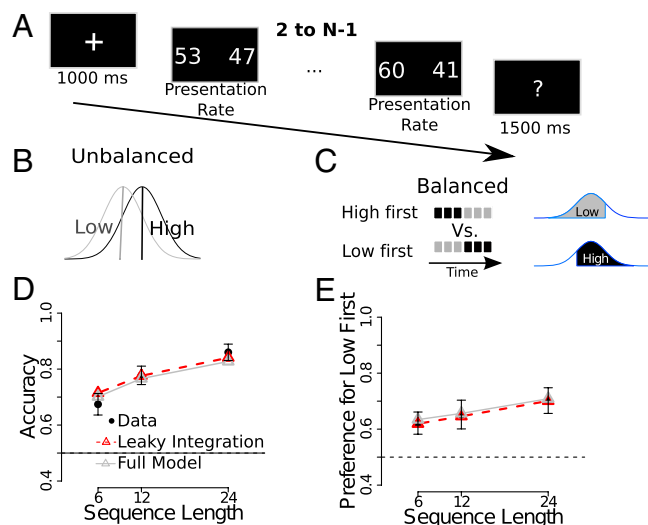 A
+
1000 ms
53 47
Presentation
Rate
2 to N-1
...
60 41
Presentation
Rate
?
1500 ms
B
Unbalanced
Low
High
C
Balanced
High first
Vs.
Low first
Time
Low
High
D
Accuracy
0.4 0.6 0.8 1.0
Data
Leaky Integration
Full Model
6 12 24
Sequence Length
E
Preference for Low First
0.4 0.6 0.8 1.0
6 12 24
Sequence Length